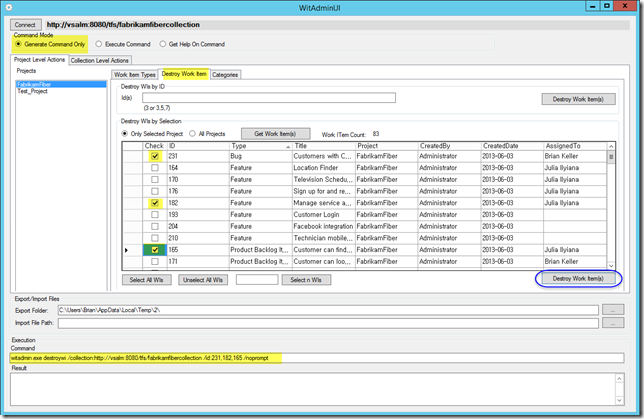 WitAdminUI
Connect http://vsalm:8080/tfs/fabrikamfibercollection
Command Mode
Generate Command Only Execute Command Get Help On Command
Project Level Actions Collection Level Actions
Projects
FabrikamFiber
Test_Project
Work Item Types Destroy Work Item Categories
Destroy WIs by ID
Id(s)
(3 or 3,5,7)
Destroy Work Item(s)
Destroy WIs by Selection
Only Selected Project All Projects Get Work Item(s) Work ITem Count: 83
Check ID Type Title Project CreatedBy CreatedDate AssignedTo
231 Bug Customers with C... FabrikamFiber Administrator 2013-06-03 Brian Keller
164 Feature Location Finder FabrikamFiber Administrator 2013-06-03 Julia Ilyiana
170 Feature Television Schedu... FabrikamFiber Administrator 2013-06-03 Julia Ilyiana
176 Feature Sign up for and re... FabrikamFiber Administrator 2013-06-03 Julia Ilyiana
182 Feature Manage service a... FabrikamFiber Administrator 2013-06-03 Julia Ilyiana
193 Feature Customer Login FabrikamFiber Administrator 2013-06-03
204 Feature Facebook integration FabrikamFiber Administrator 2013-06-03
210 Feature Technician mobile... FabrikamFiber Administrator 2013-06-03
165 Product Backlog It... Customer can find... FabrikamFiber Administrator 2013-06-03 Julia Ilyiana
171 Product Backlog It... Customer can loo... FabrikamFiber Administrator 2013-06-03 Brian Keller
Select All WIs Unselect All WIs Select n WIs Destroy Work Item(s)
Export/Import Files
Export Folder: C:\Users\Brian\AppData\Local\Temp\2\ ...
Import File Path: ...
Execution
Command
witadmin.exe destroywi /collection:http://vsalm:8080/tfs/fabrikamfibercollection /id:231,182,165 /noprompt
Result